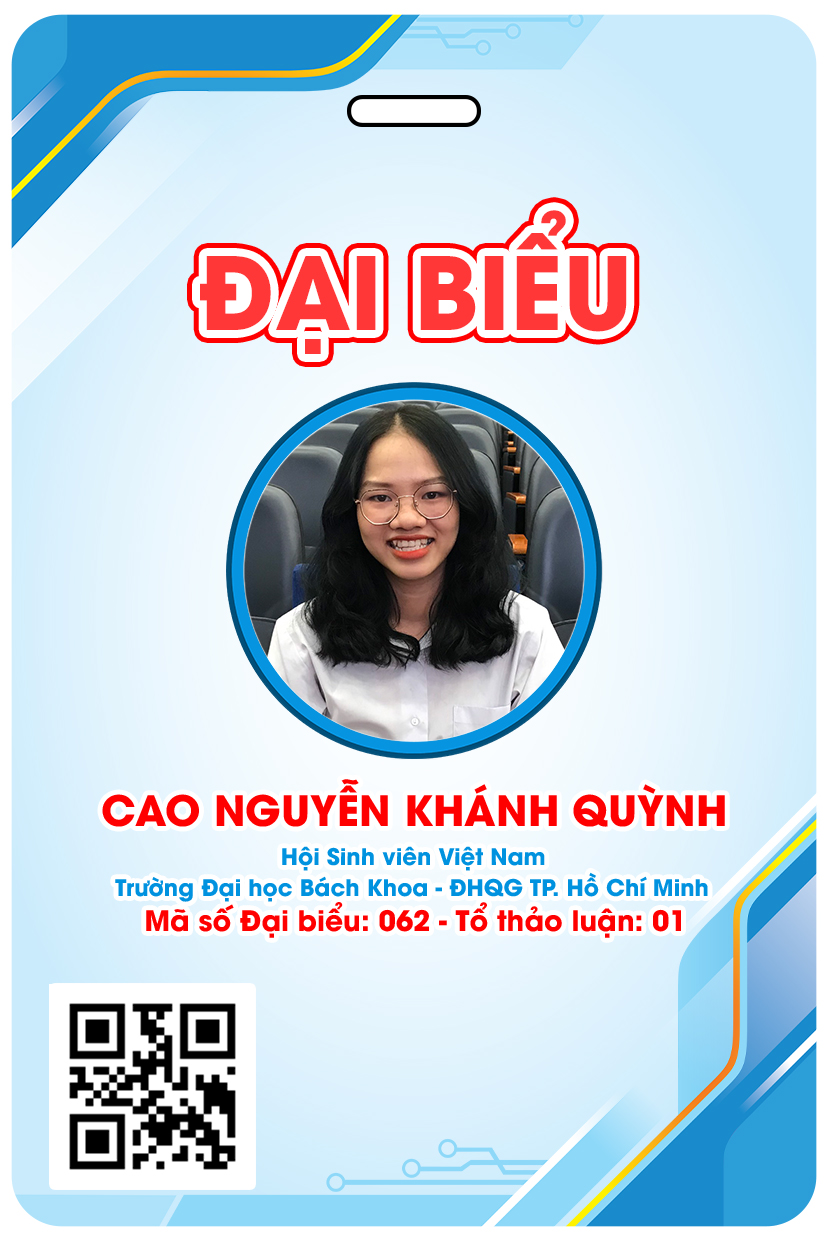 ĐẠI BIỂU
CAO NGUYỄN KHÁNH QUỲNH
Hội Sinh viên Việt Nam
Trường Đại học Bách Khoa - ĐHQG TP. Hồ Chí Minh
Mã số Đại biểu: 062 - Tổ thảo luận: 01